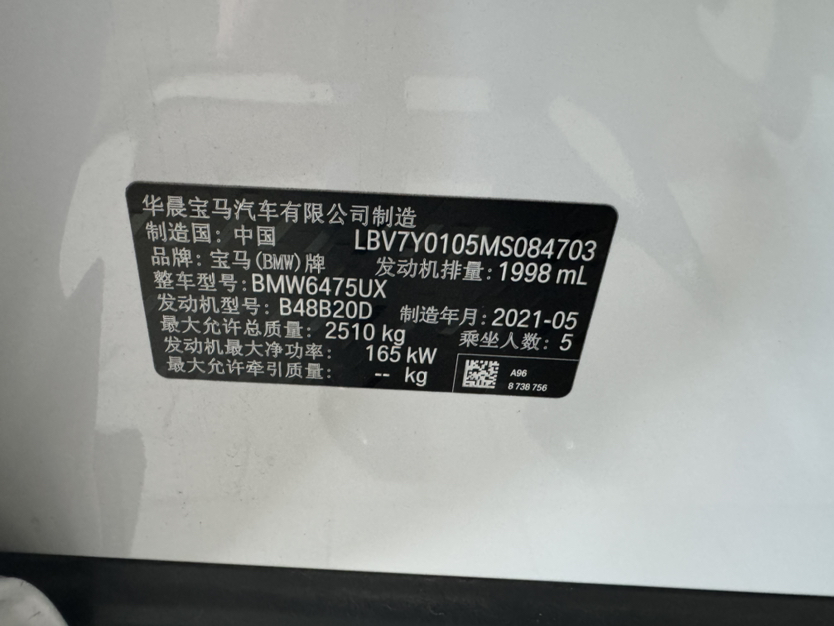 华晨宝马汽车有限公司制造
制造国: 中国 LBV7Y0105MS084703
品牌: 宝马(BMW)牌 发动机排量: 1998 mL
整车型号: BMW6475UX
发动机型号: B48B20D 制造年月: 2021-05
最大允许总质量: 2510 kg 乘坐人数: 5
发动机最大净功率: 165 kW
最大允许牵引质量: -- kg
A96
8 738 756